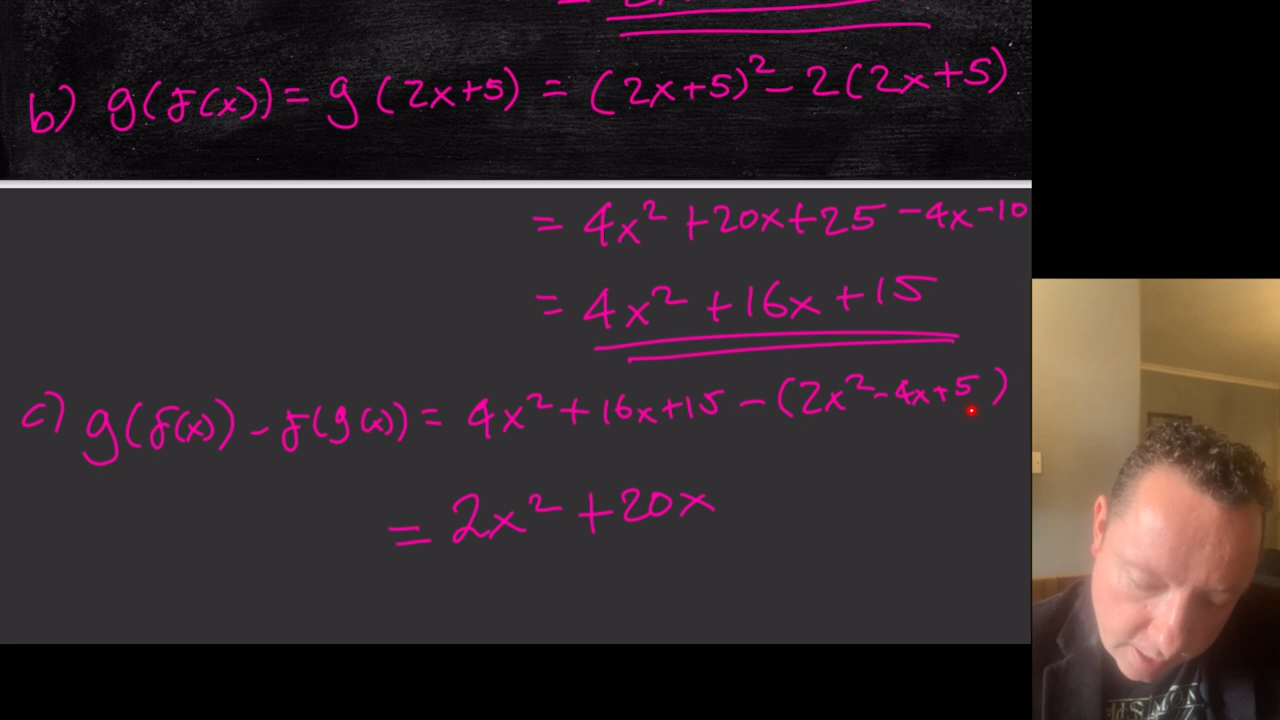 b) g(f(x)) = g(2x+5) = (2x+5)² - 2(2x+5)
= 4x² + 20x + 25 - 4x - 10
= 4x² + 16x + 15
c) g(f(x)) - f(g(x)) = 4x² + 16x + 15 - (2x² - 4x + 5)
= 2x² + 20x